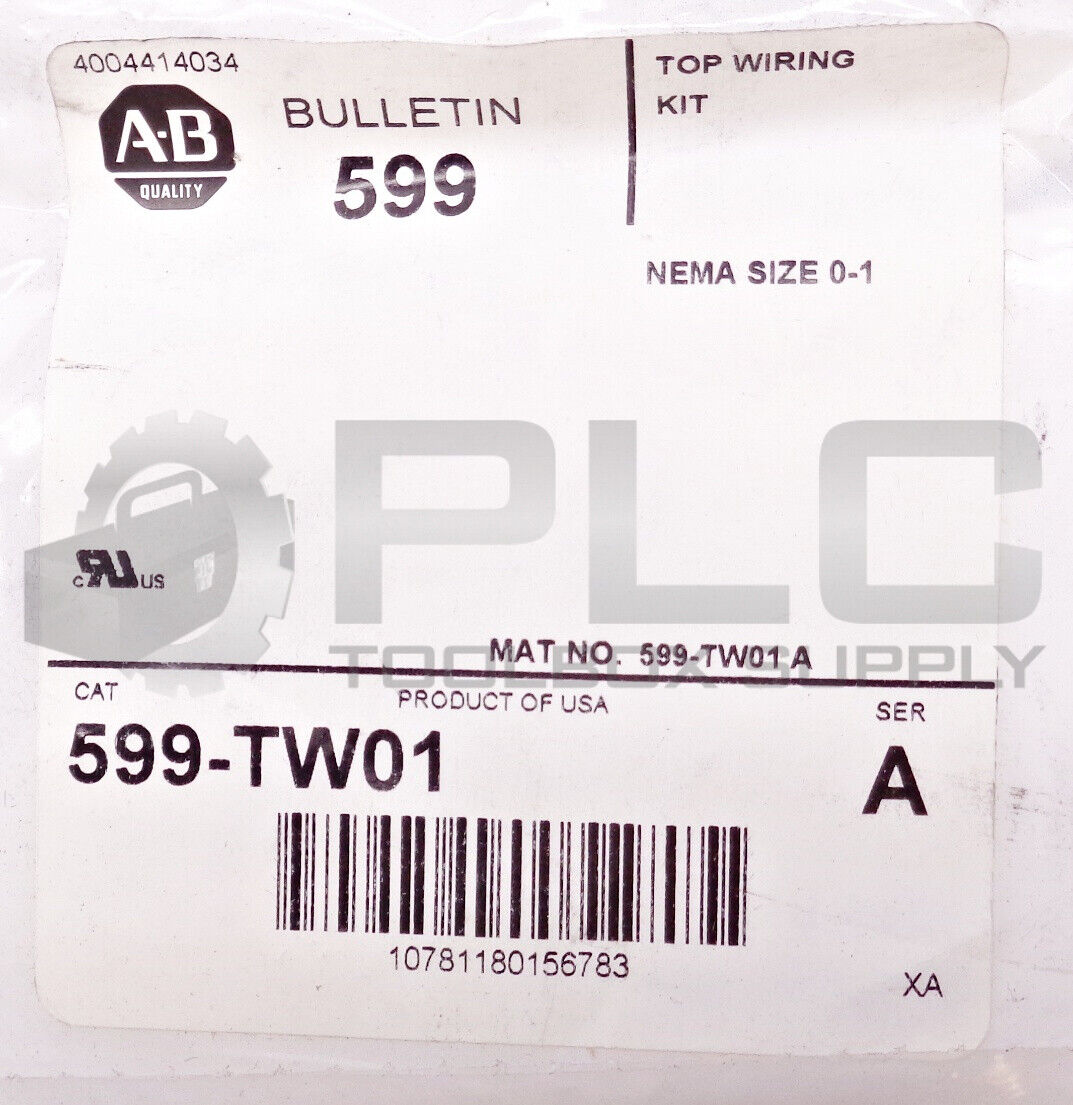 4004414034
A-B
QUALITY
BULLETIN
599
TOP WIRING
KIT
NEMA SIZE 0-1
PLC
TOOLBOX SUPPLY
c RU US
MAT NO. 599-TW01 A
CAT
PRODUCT OF USA
SER
599-TW01
A
10781180156783
XA